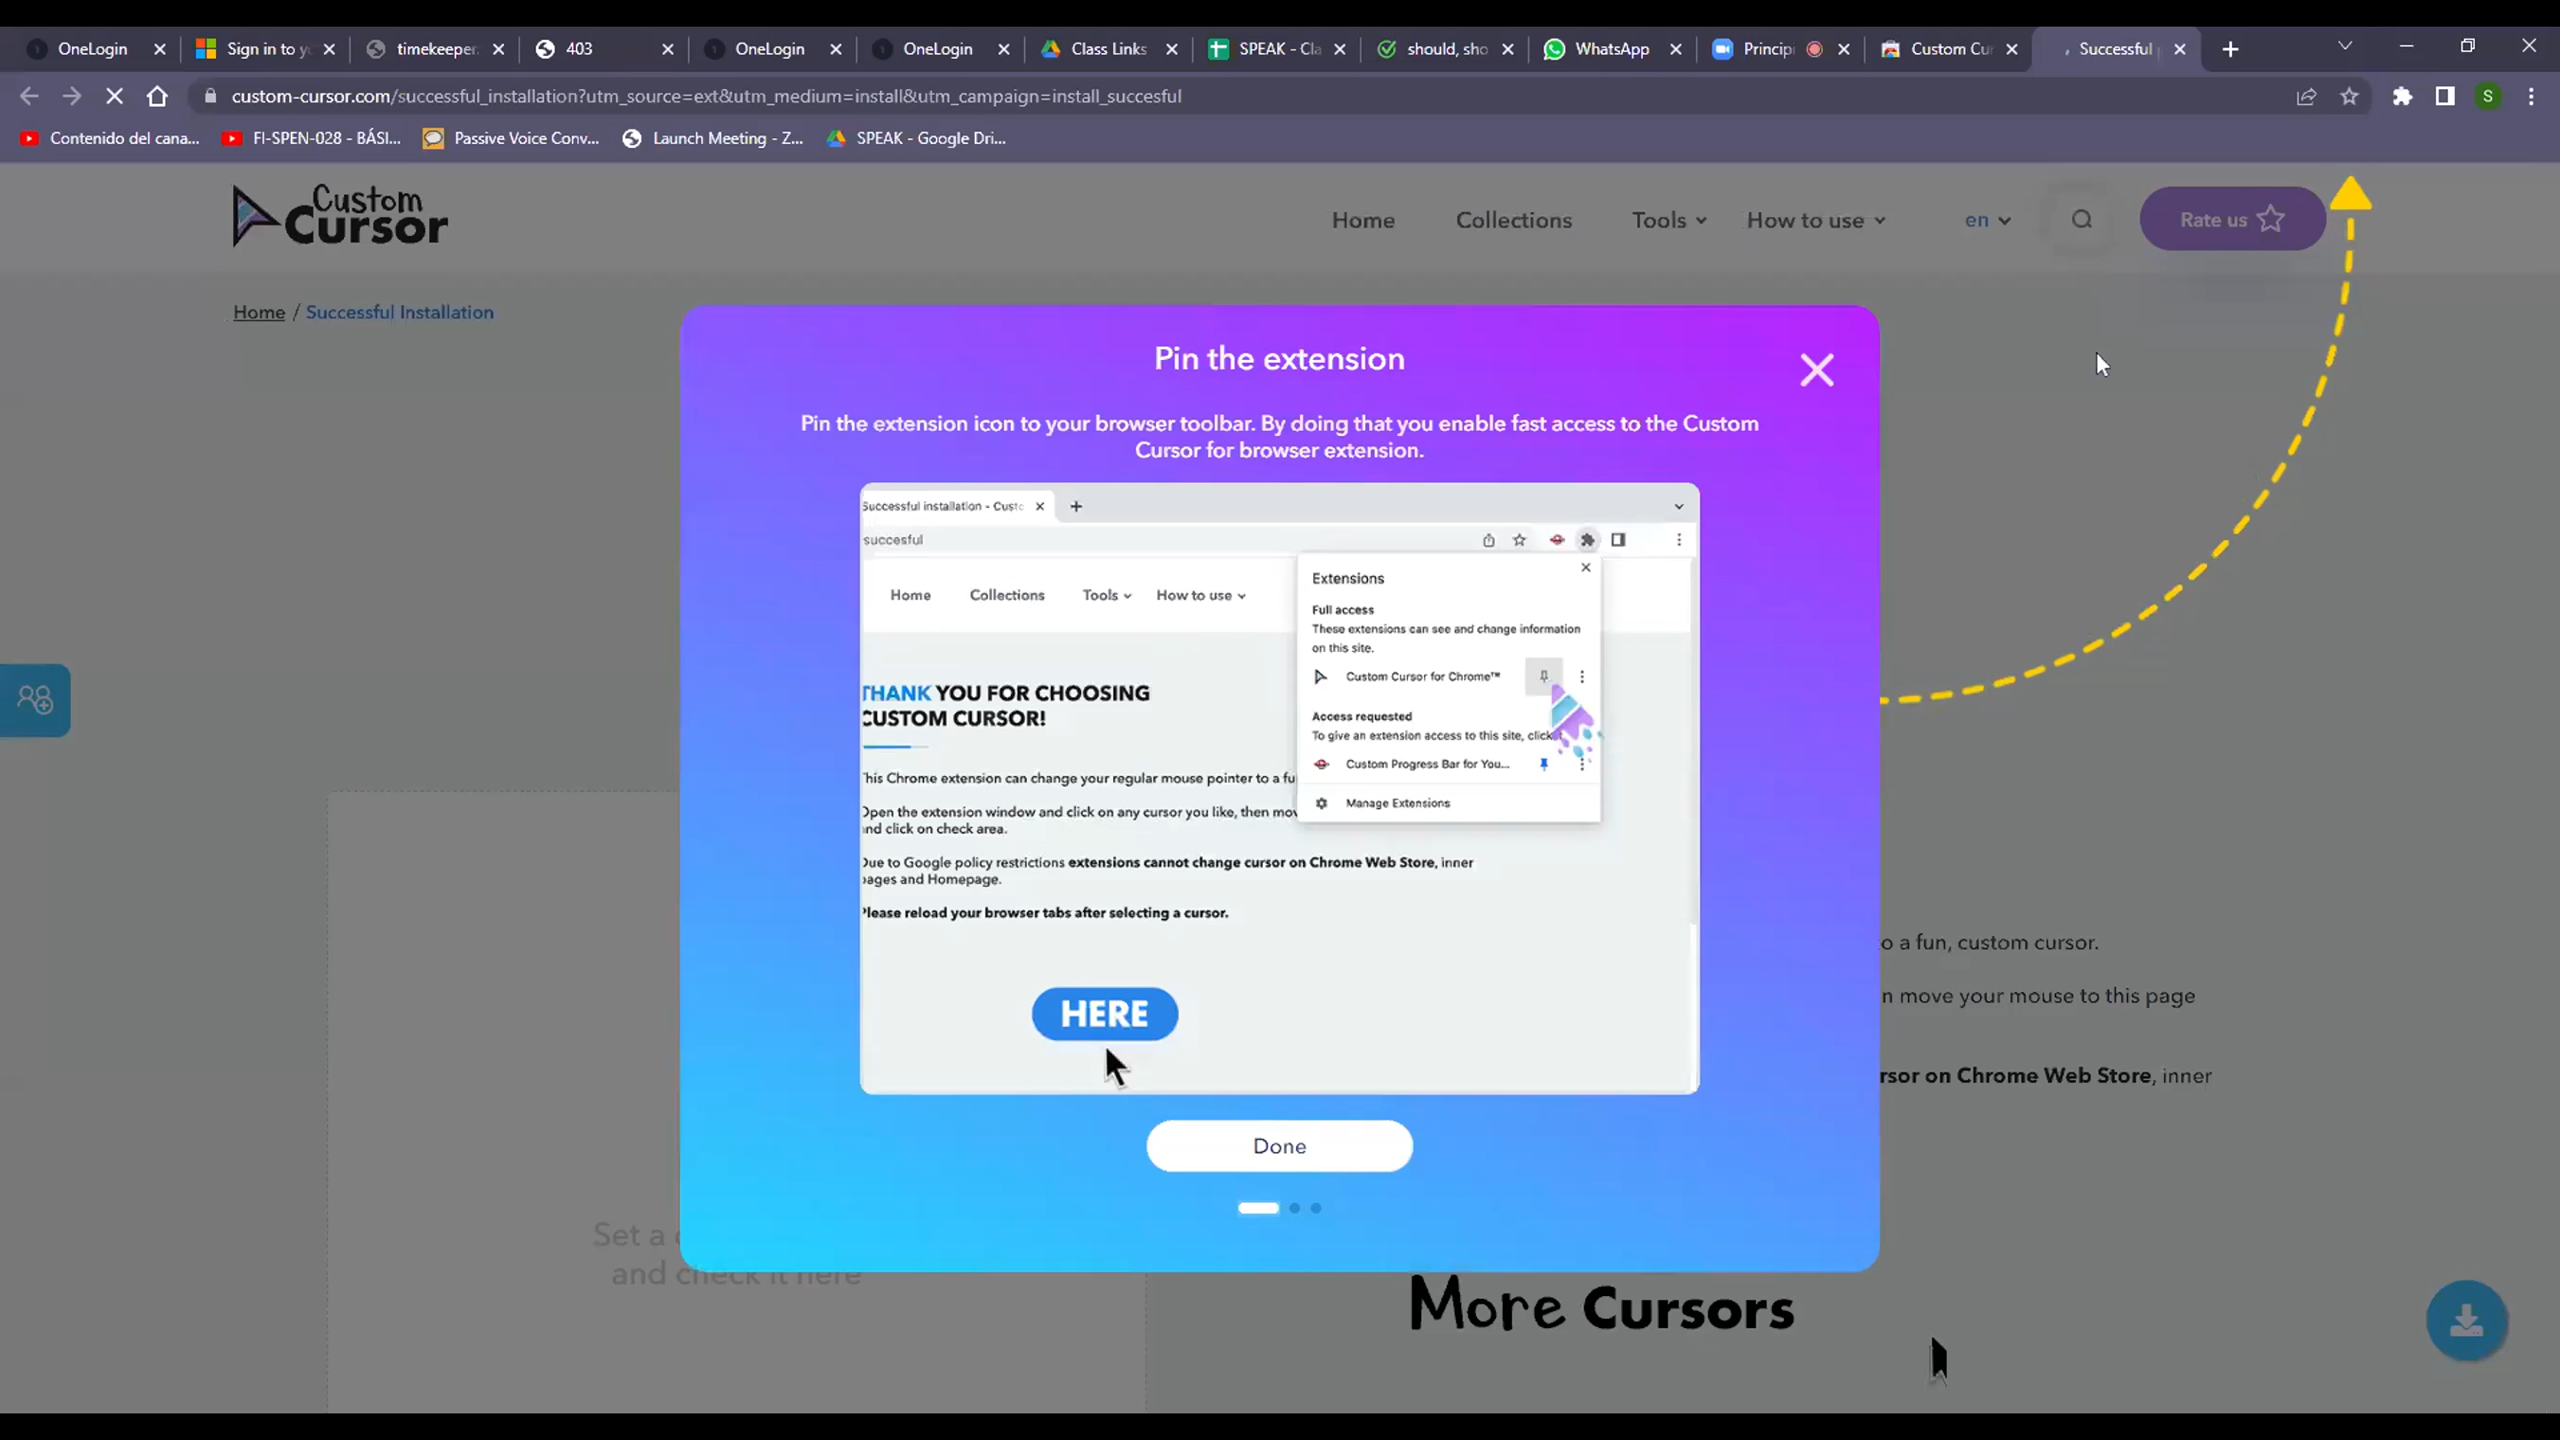 OneLogin
Sign in to y
timekeeper
403
OneLogin
OneLogin
Class Links
SPEAK - Cla
should, sho
WhatsApp
Princip
Custom Cu
Successful
custom-cursor.com/successful_installation?utm_source=ext&utm_medium=install&utm_campaign=install_succesful
S
Contenido del cana...
FI-SPEN-028 - BÁSI...
Passive Voice Conv...
Launch Meeting - Z...
SPEAK - Google Dri...
Custom
Cursor
Home
Collections
Tools
How to use
en
Rate us
Home / Successful Installation
Pin the extension
Pin the extension icon to your browser toolbar. By doing that you enable fast access to the Custom
Cursor for browser extension.
Successful installation - Custo
succesful
Home
Collections
Tools
How to use
Extensions
Full access
These extensions can see and change information
on this site.
Custom Cursor for Chrome™
Access requested
To give an extension access to this site, click
Custom Progress Bar for You...
Manage Extensions
THANK YOU FOR CHOOSING
CUSTOM CURSOR!
This Chrome extension can change your regular mouse pointer to a fu
Open the extension window and click on any cursor you like, then mov
and click on check area.
Due to Google policy restrictions extensions cannot change cursor on Chrome Web Store, inner
pages and Homepage.
Please reload your browser tabs after selecting a cursor.
HERE
Done
o a fun, custom cursor.
n move your mouse to this page
rsor on Chrome Web Store, inner
Set a
and check it here
More Cursors